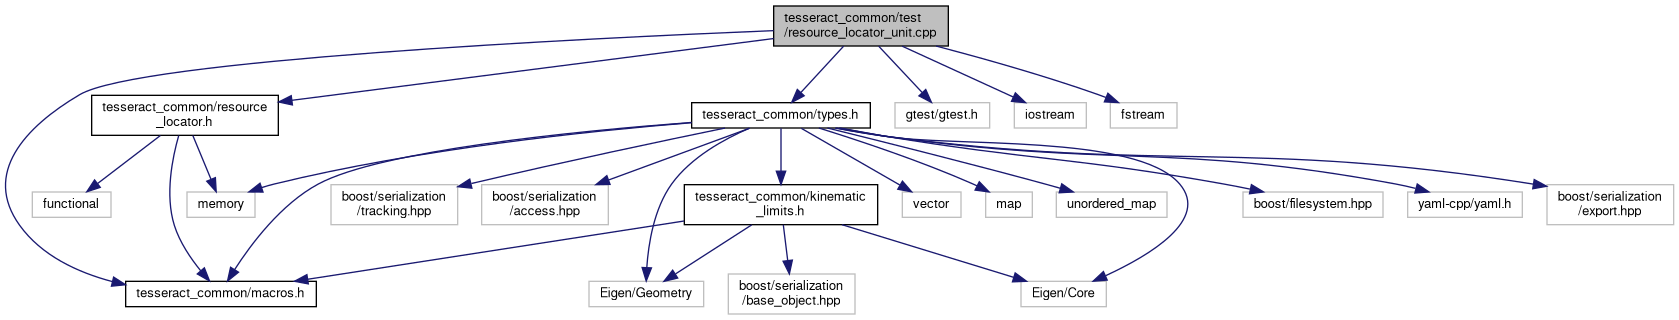 tesseract_common/test
/resource_locator_unit.cpp
tesseract_common/resource
_locator.h
tesseract_common/types.h
gtest/gtest.h
iostream
fstream
functional
memory
boost/serialization
/tracking.hpp
boost/serialization
/access.hpp
tesseract_common/kinematic
_limits.h
vector
map
unordered_map
boost/filesystem.hpp
yaml-cpp/yaml.h
boost/serialization
/export.hpp
tesseract_common/macros.h
Eigen/Geometry
boost/serialization
/base_object.hpp
Eigen/Core